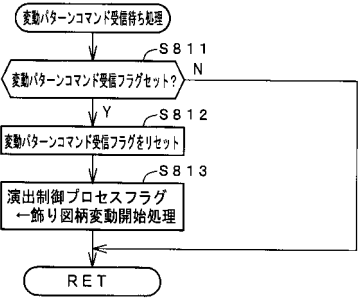 変動パターンコマンド受信待ち処理
S811
変動パターンコマンド受信フラグセット?
N
Y
S812
変動パターンコマンド受信フラグをリセット
S813
演出制御プロセスフラグ
←飾り図柄変動開始処理
RET